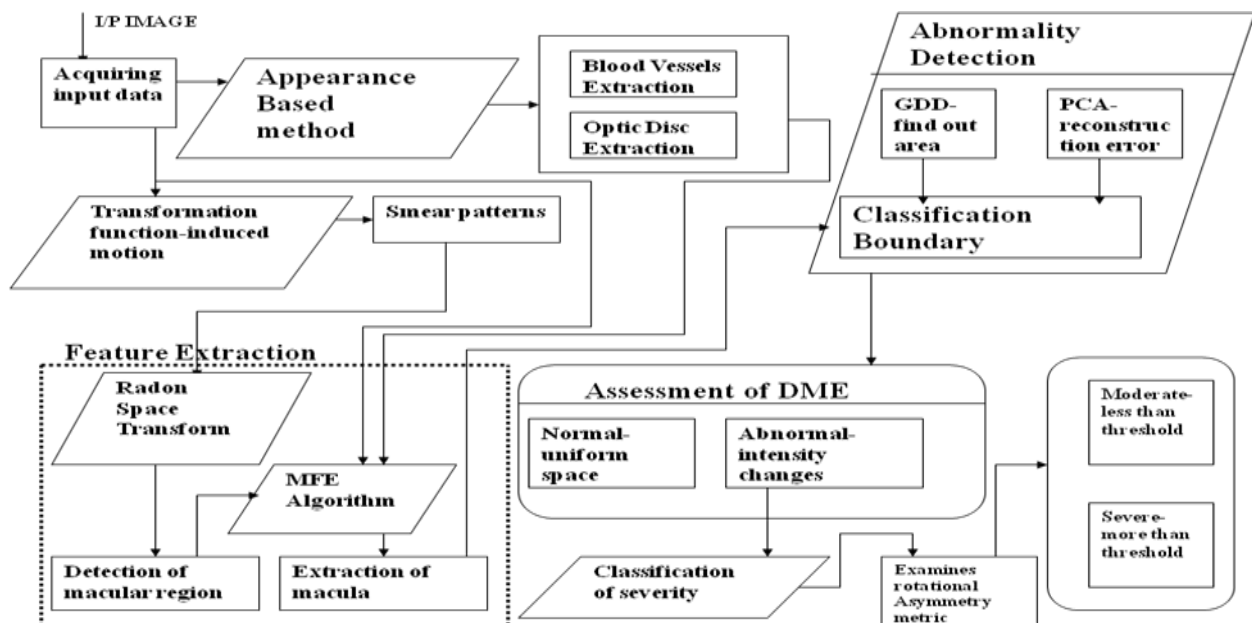 I/P IMAGE
Acquiring
input data
Appearance
Based
method
Blood Vessels
Extraction
Optic Disc
Extraction
Abnormality
Detection
GDD-
find out
area
PCA-
reconstruc
tion error
Classification
Boundary
Transformation
function-induced
motion
Smear patterns
Feature Extraction
Radon
Space
Transform
MFE
Algorithm
Detection of
macular region
Extraction of
macula
Assessment of DME
Normal-
uniform
space
Abnormal-
intensity
changes
Classification
of severity
Examines
rotational
Asymmetry
metric
Moderate-
less than
threshold
Severe-
more than
threshold